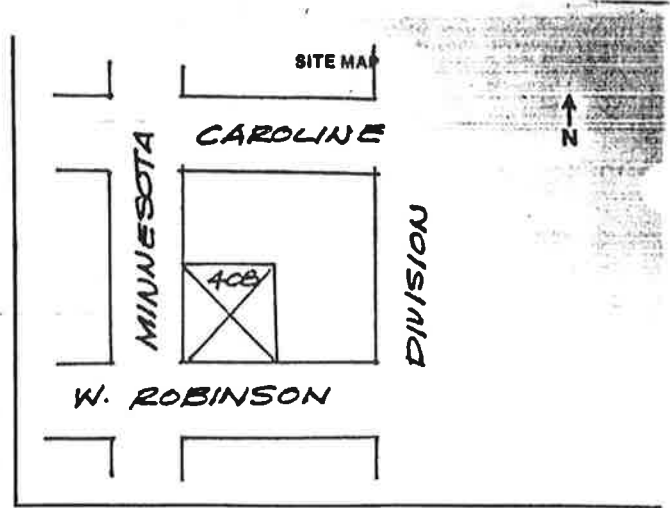 SITE MAP
CAROLINE
N
MINNESOTA
408
DIVISION
W. ROBINSON